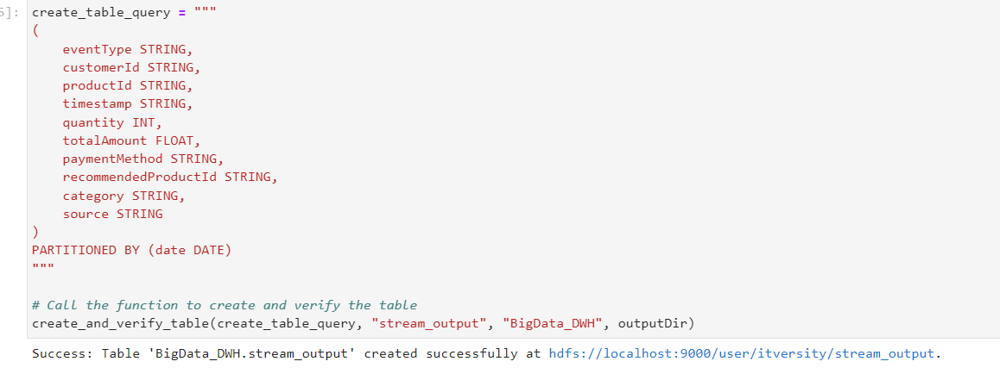 5]: create_table_query = """
(
    eventType STRING,
    customerId STRING,
    productId STRING,
    timestamp STRING,
    quantity INT,
    totalAmount FLOAT,
    paymentMethod STRING,
    recommendedProductId STRING,
    category STRING,
    source STRING
)
PARTITIONED BY (date DATE)
"""
# Call the function to create and verify the table
create_and_verify_table(create_table_query, "stream_output", "BigData_DWH", outputDir)
Success: Table 'BigData_DWH.stream_output' created successfully at hdfs://localhost:9000/user/itversity/stream_output.